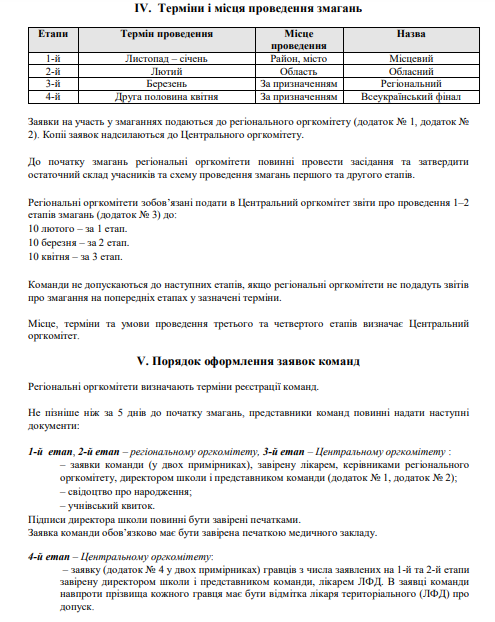 IV. Терміни і місця проведення змагань
Етапи Термін проведення Місце проведення Назва
1-й Листопад – січень Район, місто Місцевий
2-й Лютий Область Обласний
3-й Березень За призначенням Регіональний
4-й Друга половина квітня За призначенням Всеукраїнський фінал
Заявки на участь у змаганнях подаються до регіонального оргкомітету (додаток № 1, додаток №
2). Копії заявок надсилаються до Центрального оргкомітету.
До початку змагань регіональні оргкомітети повинні провести засідання та затвердити
остаточний склад учасників та схему проведення змагань першого та другого етапів.
Регіональні оргкомітети зобов’язані подати в Центральний оргкомітет звіти про проведення 1–2
етапів змагань (додаток № 3) до:
10 лютого – за 1 етап.
10 березня – за 2 етап.
10 квітня – за 3 етап.
Команди не допускаються до наступних етапів, якщо регіональні оргкомітети не подадуть звітів
про змагання на попередніх етапах у зазначені терміни.
Місце, терміни та умови проведення третього та четвертого етапів визначає Центральний
оргкомітет.
V. Порядок оформлення заявок команд
Регіональні оргкомітети визначають терміни реєстрації команд.
Не пізніше ніж за 5 днів до початку змагань, представники команд повинні надати наступні
документи:
1-й етап, 2-й етап – регіональному оргкомітету, 3-й етап – Центральному оргкомітету :
– заявки команди (у двох примірниках), завірену лікарем, керівниками регіонального
оргкомітету, директором школи і представником команди (додаток № 1, додаток № 2);
– свідоцтво про народження;
– учнівський квиток.
Підписи директора школи повинні бути завірені печатками.
Заявка команди обов’язково має бути завірена печаткою медичного закладу.
4-й етап – Центральному оргкомітету:
– заявку (додаток № 4 у двох примірниках) гравців з числа заявлених на 1-й та 2-й етапи
завірену директором школи і представником команди, лікарем ЛФД. В заявці команди
навпроти прізвища кожного гравця має бути відмітка лікаря територіального (ЛФД) про
допуск.